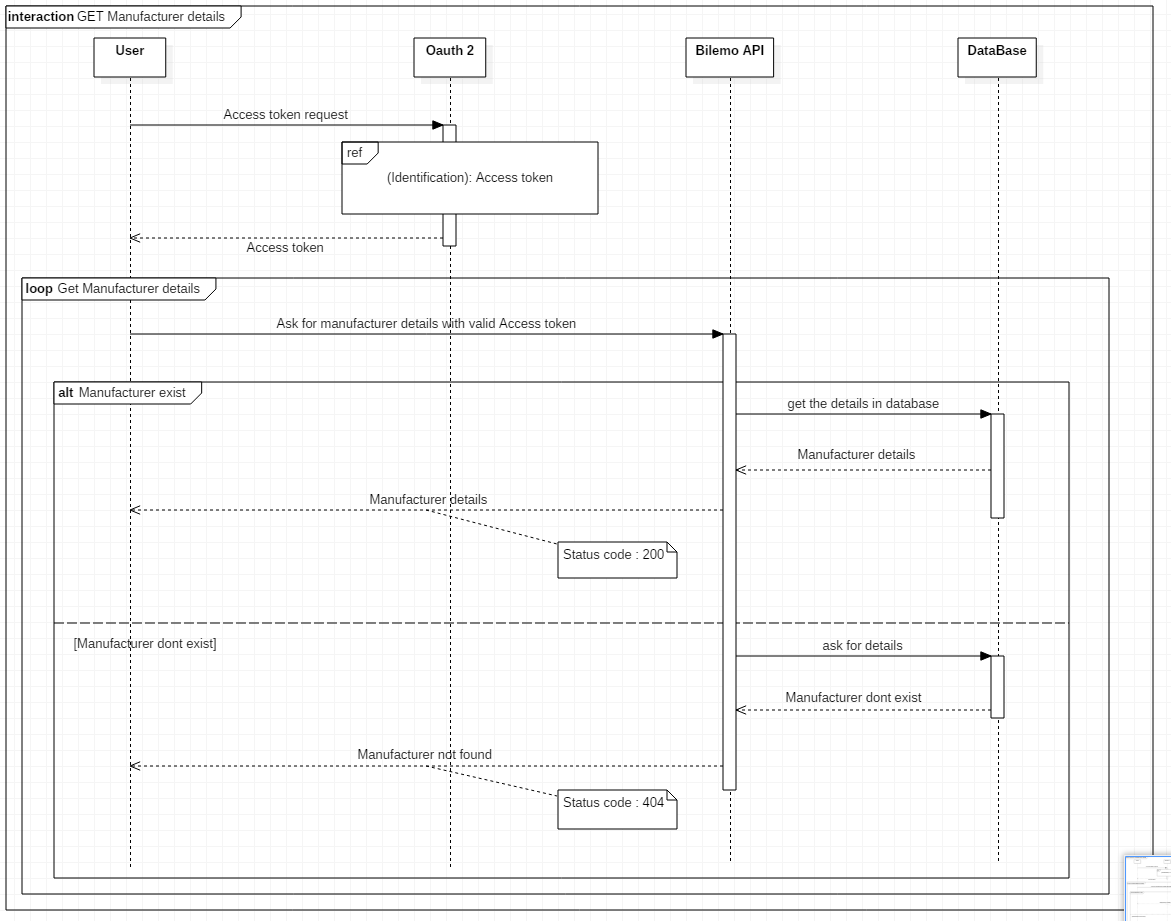 interaction GET Manufacturer details
User
Oauth 2
Bilemo API
DataBase
Access token request
ref
(Identification): Access token
Access token
loop Get Manufacturer details
Ask for manufacturer details with valid Access token
alt Manufacturer exist
get the details in database
Manufacturer details
Manufacturer details
Status code : 200
[Manufacturer dont exist]
ask for details
Manufacturer dont exist
Manufacturer not found
Status code : 404